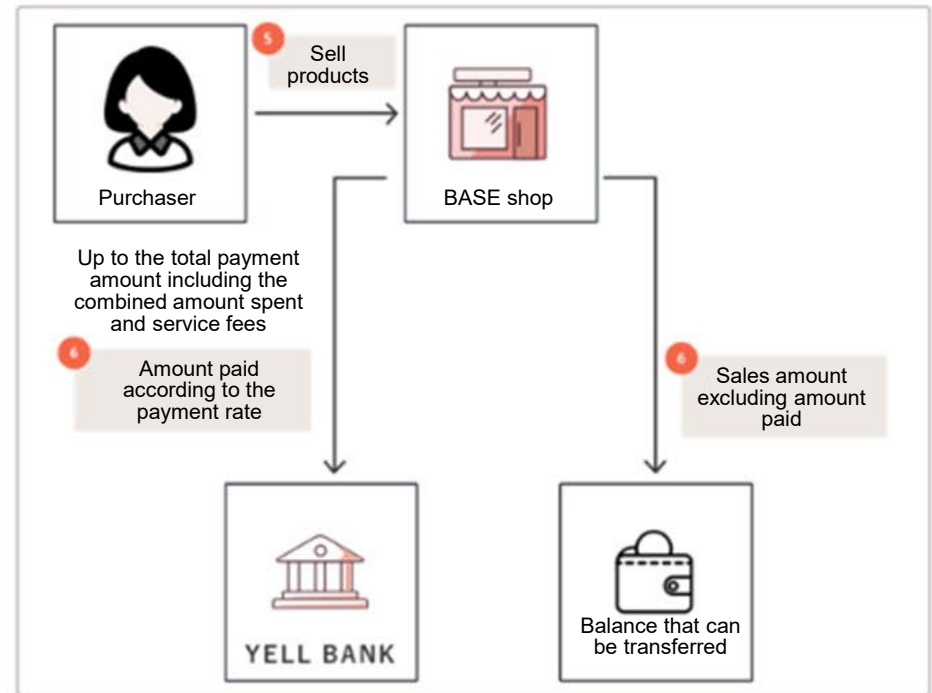 5
Sell
products
Purchaser
BASE shop
Up to the total payment
amount including the
combined amount spent
and service fees
6
Amount paid
according to the
payment rate
6
Sales amount
excluding amount
paid
YELL BANK
Balance that can
be transferred